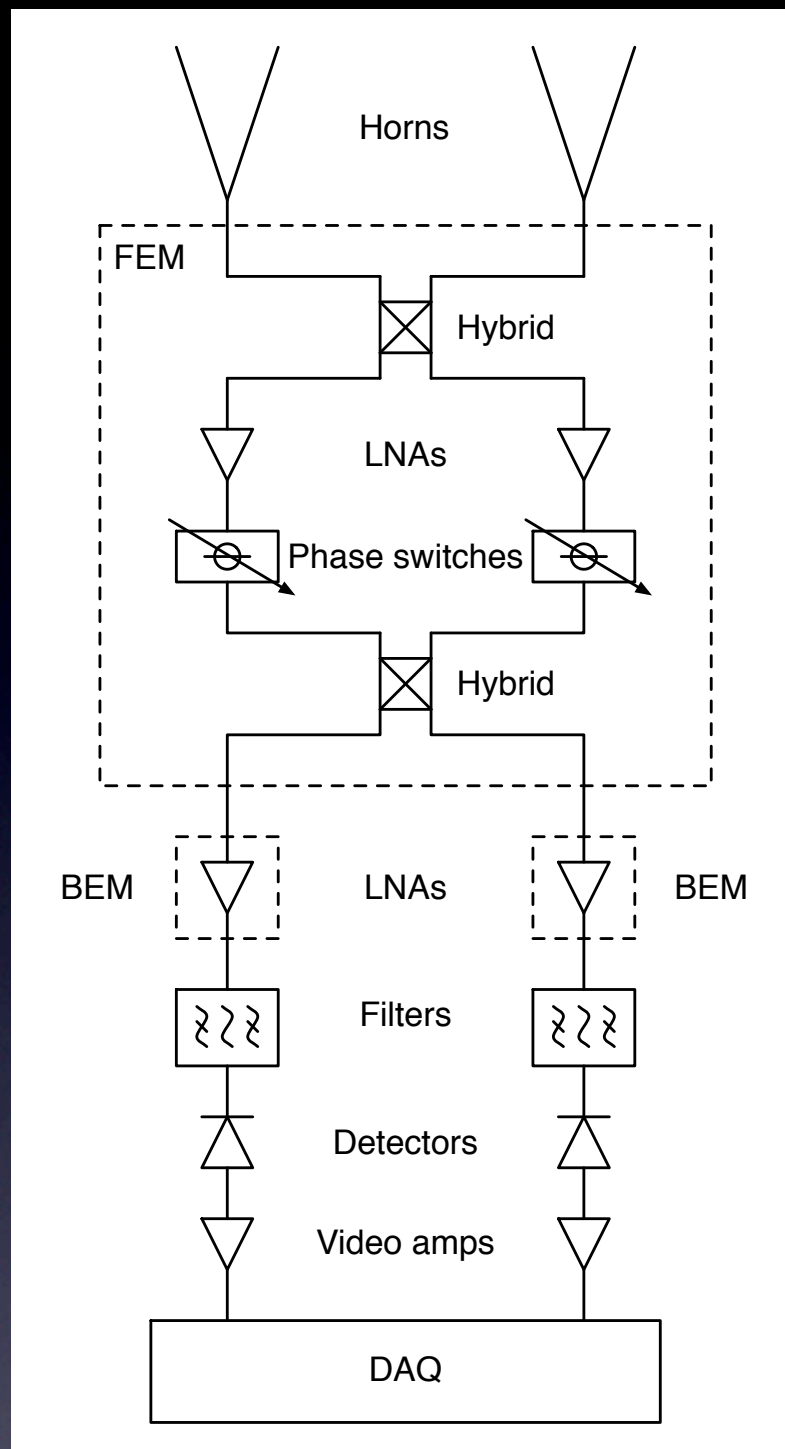 Horns
FEM
Hybrid
LNAs
Phase switches
Hybrid
BEM LNAs BEM
Filters
Detectors
Video amps
DAQ